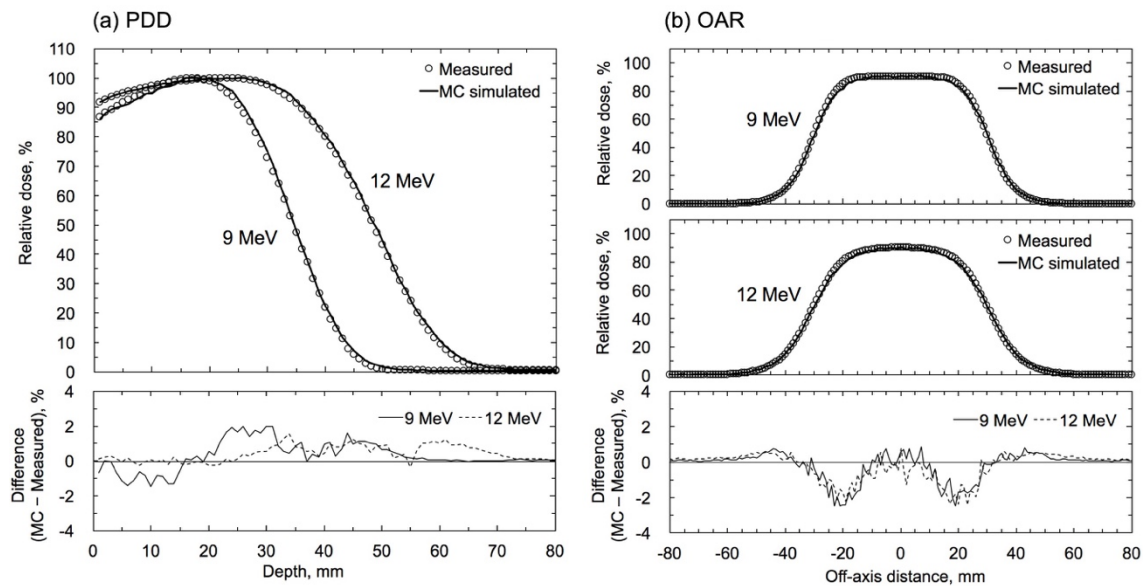 (a) PDD
110
100
90
80
70
60
50
40
30
20
10
0
Relative dose, %
Measured
MC simulated
12 MeV
9 MeV
4
2
0
-2
-4
Difference
(MC – Measured), %
9 MeV 12 MeV
0 10 20 30 40 50 60 70 80
Depth, mm
(b) OAR
100
80
60
40
20
0
Relative dose, %
Measured
MC simulated
9 MeV
100
80
60
40
20
0
Relative dose, %
Measured
MC simulated
12 MeV
4
2
0
-2
-4
Difference
(MC – Measured), %
9 MeV 12 MeV
-80 -60 -40 -20 0 20 40 60 80
Off-axis distance, mm